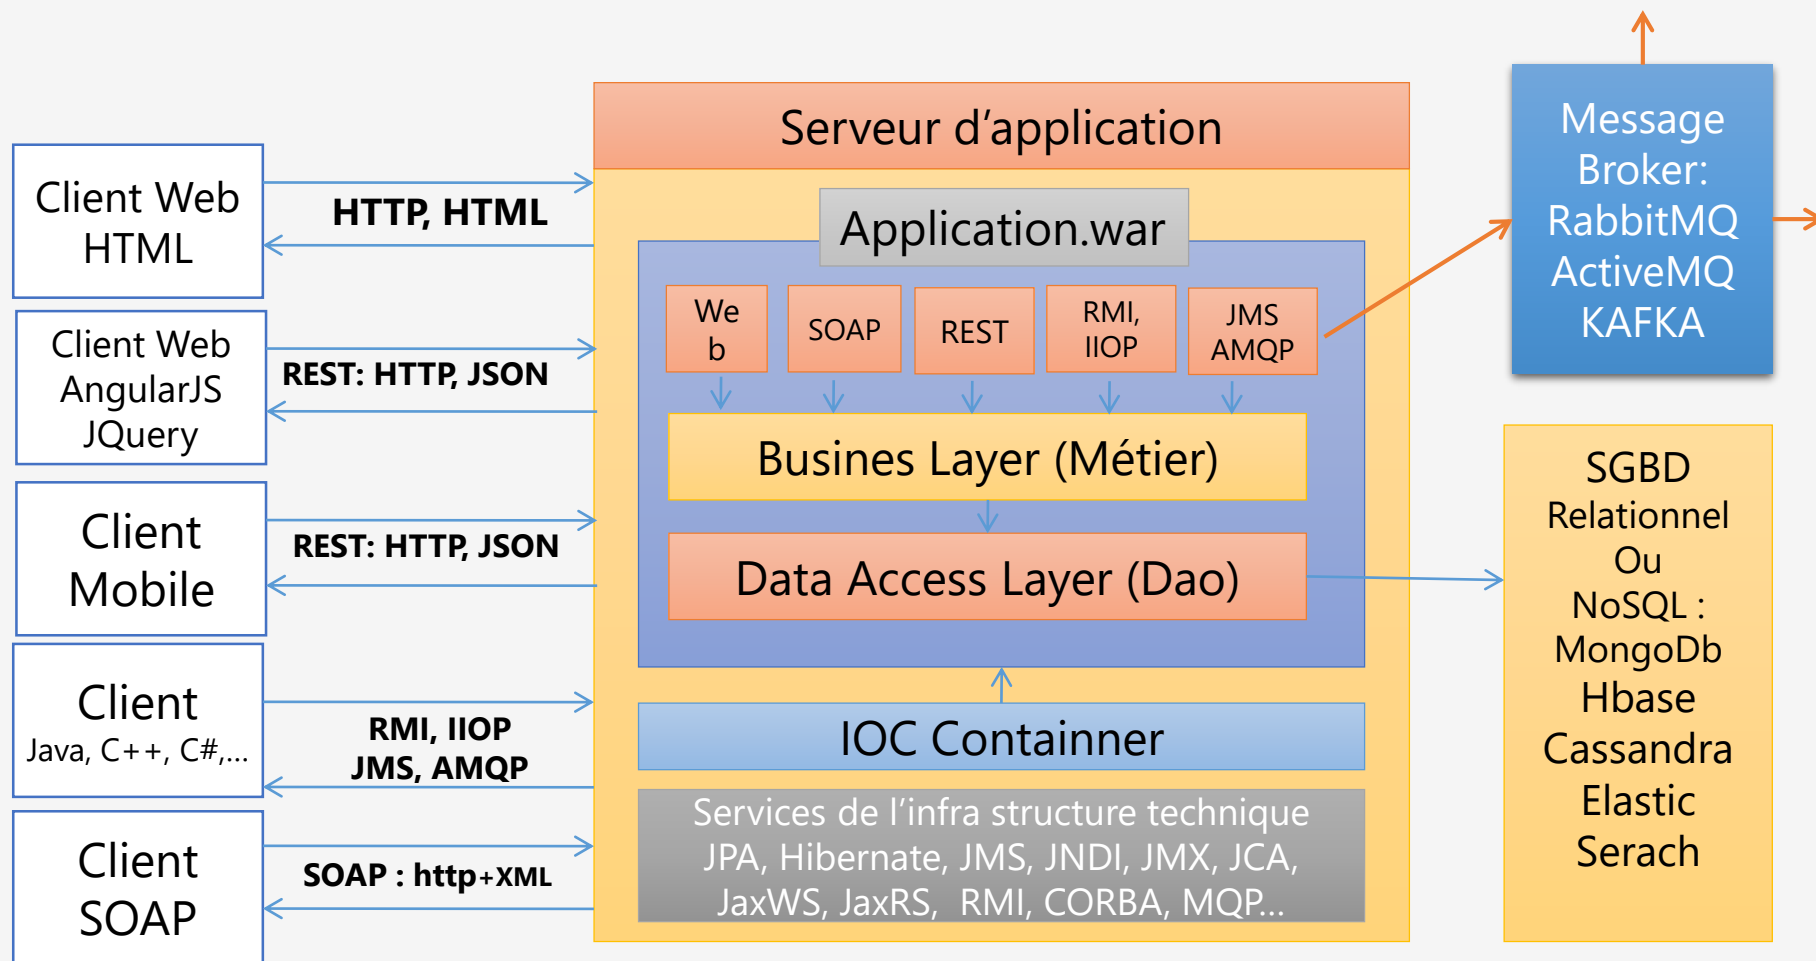 Client Web
HTML
Client Web
AngularJS
JQuery
Client
Mobile
Client
Java, C++, C#,...
Client
SOAP
HTTP, HTML
REST: HTTP, JSON
REST: HTTP, JSON
RMI, IIOP
JMS, AMQP
SOAP : http+XML
Serveur d’application
Application.war
We
b
SOAP
REST
RMI,
IIOP
JMS
AMQP
Busines Layer (Métier)
Data Access Layer (Dao)
IOC Containner
Services de l’infra structure technique
JPA, Hibernate, JMS, JNDI, JMX, JCA,
JaxWS, JaxRS, RMI, CORBA, MQP...
Message
Broker:
RabbitMQ
ActiveMQ
KAFKA
SGBD
Relationnel
Ou
NoSQL :
MongoDb
Hbase
Cassandra
Elastic
Serach